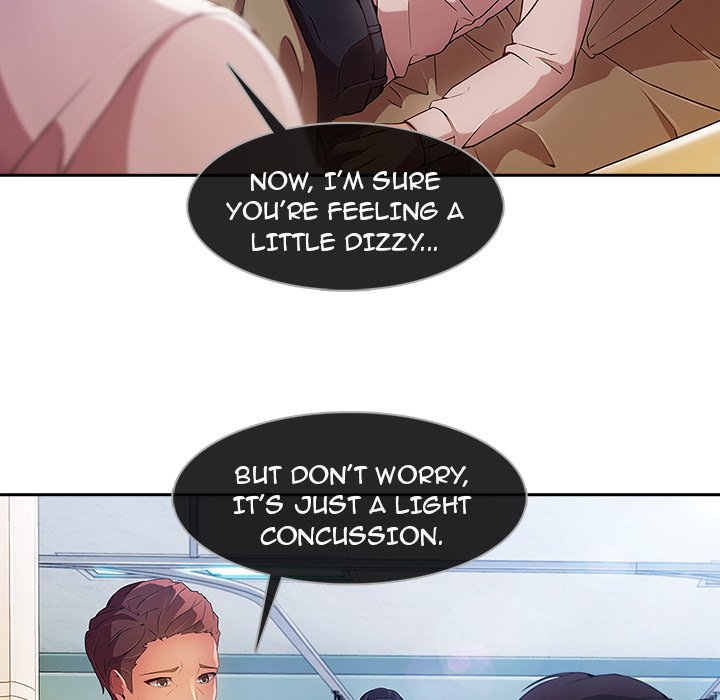 NOW, I'M SURE
YOU'RE FEELING A
LITTLE DIZZY...
BUT DON'T WORRY,
IT'S JUST A LIGHT
CONCUSSION.